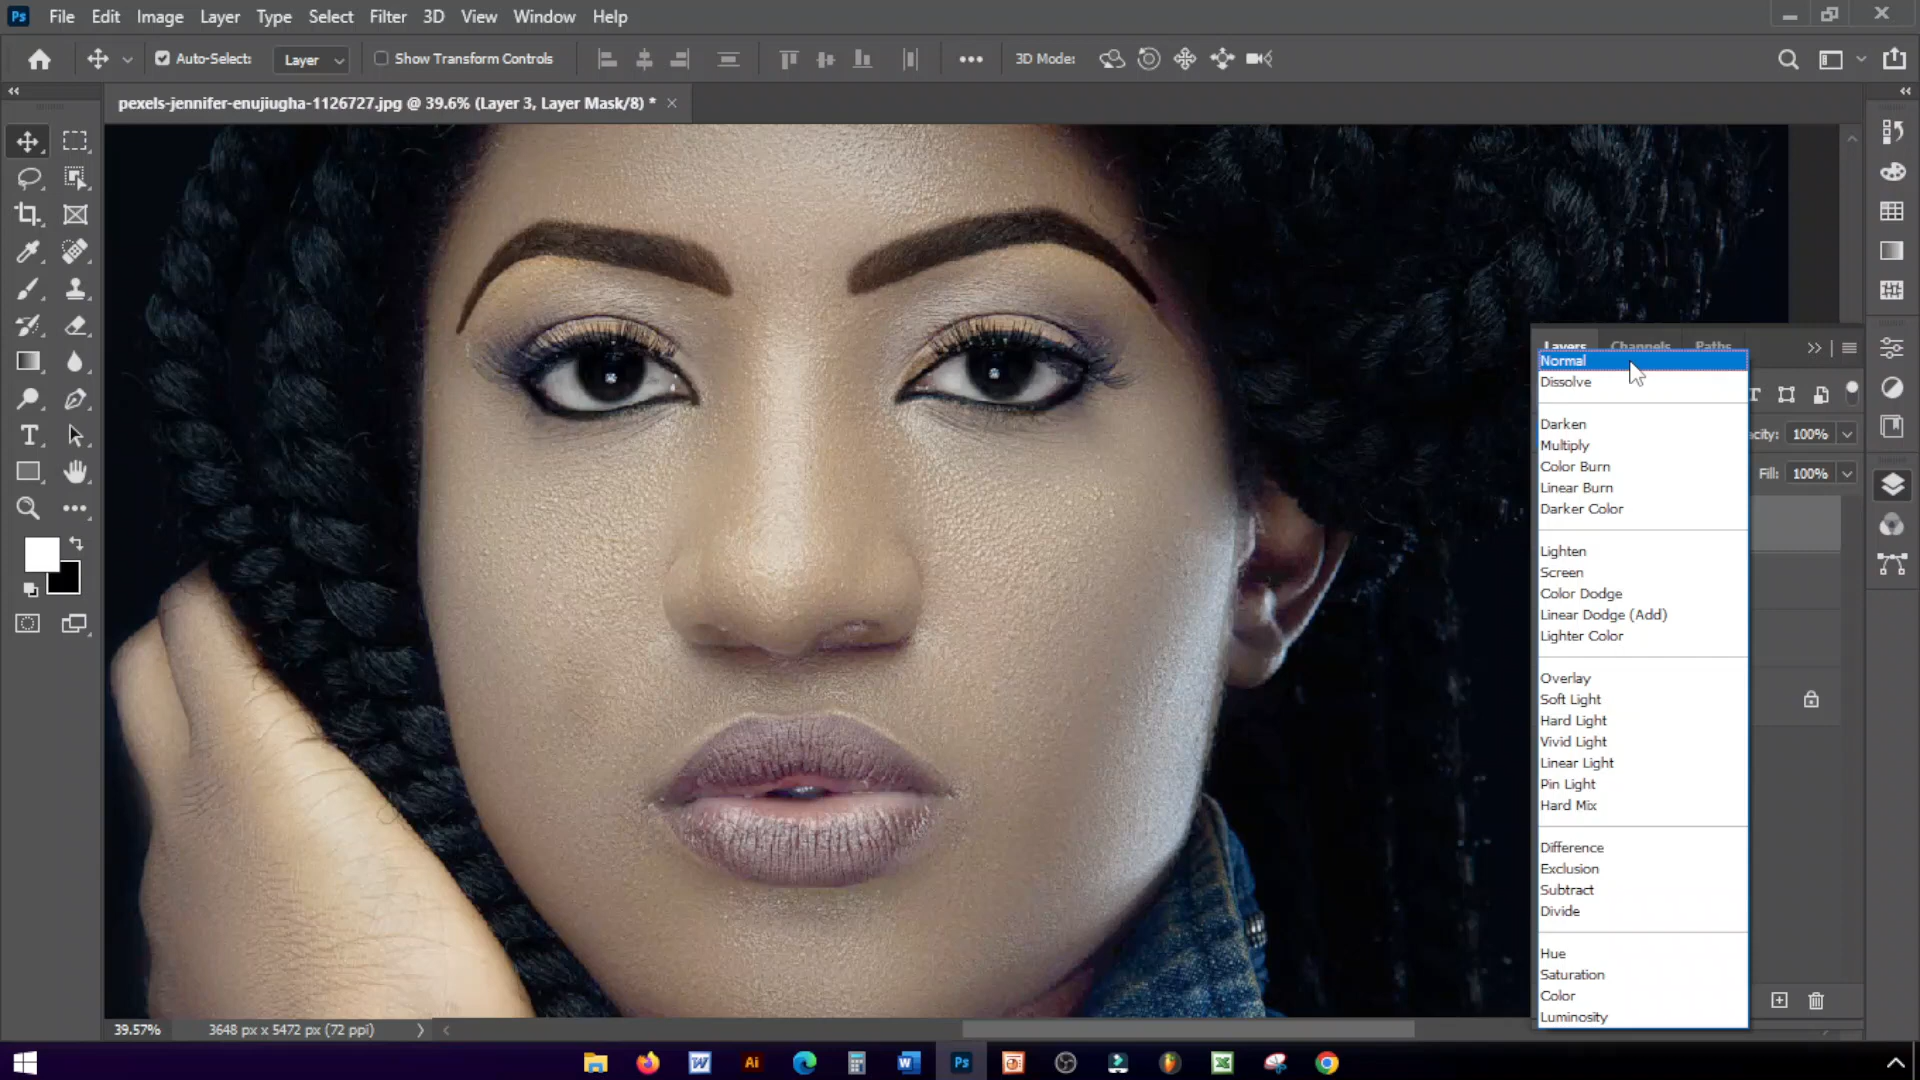 Ps File Edit Image Layer Type Select Filter 3D View Window Help
Auto-Select: Layer Show Transform Controls 3D Mode:
pexels-jennifer-enujiugha-1126727.jpg @ 39.6% (Layer 3, Layer Mask/8) *
Layers Channels Paths
Normal
Dissolve
Darken
Multiply
Color Burn
Linear Burn
Darker Color
Lighten
Screen
Color Dodge
Linear Dodge (Add)
Lighter Color
Overlay
Soft Light
Hard Light
Vivid Light
Linear Light
Pin Light
Hard Mix
Difference
Exclusion
Subtract
Divide
Hue
Saturation
Color
Luminosity
acity: 100%
Fill: 100%
39.57% 3648 px x 5472 px (72 ppi)
W Ai W Ps